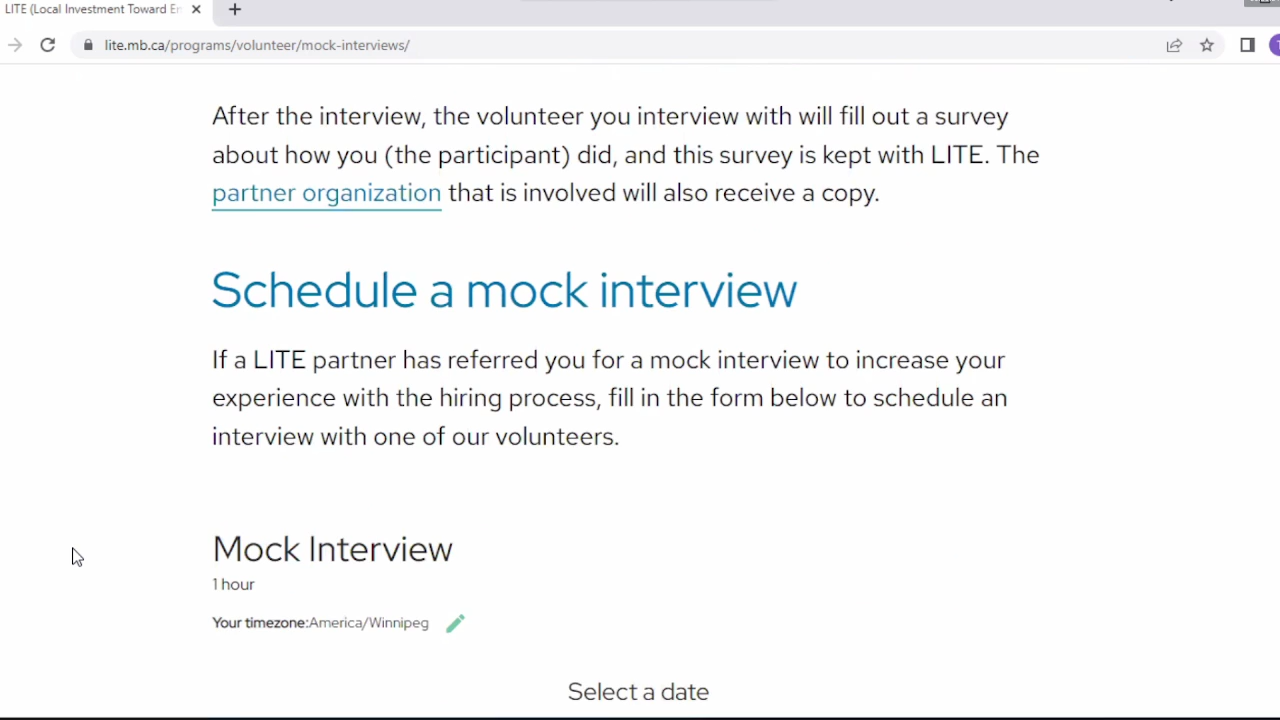 LITE (Local Investment Toward
lite.mb.ca/programs/volunteer/mock-interviews/
After the interview, the volunteer you interview with will fill out a survey
about how you (the participant) did, and this survey is kept with LITE. The
partner organization that is involved will also receive a copy.
Schedule a mock interview
If a LITE partner has referred you for a mock interview to increase your
experience with the hiring process, fill in the form below to schedule an
interview with one of our volunteers.
Mock Interview
1 hour
Your timezone:America/Winnipeg
Select a date